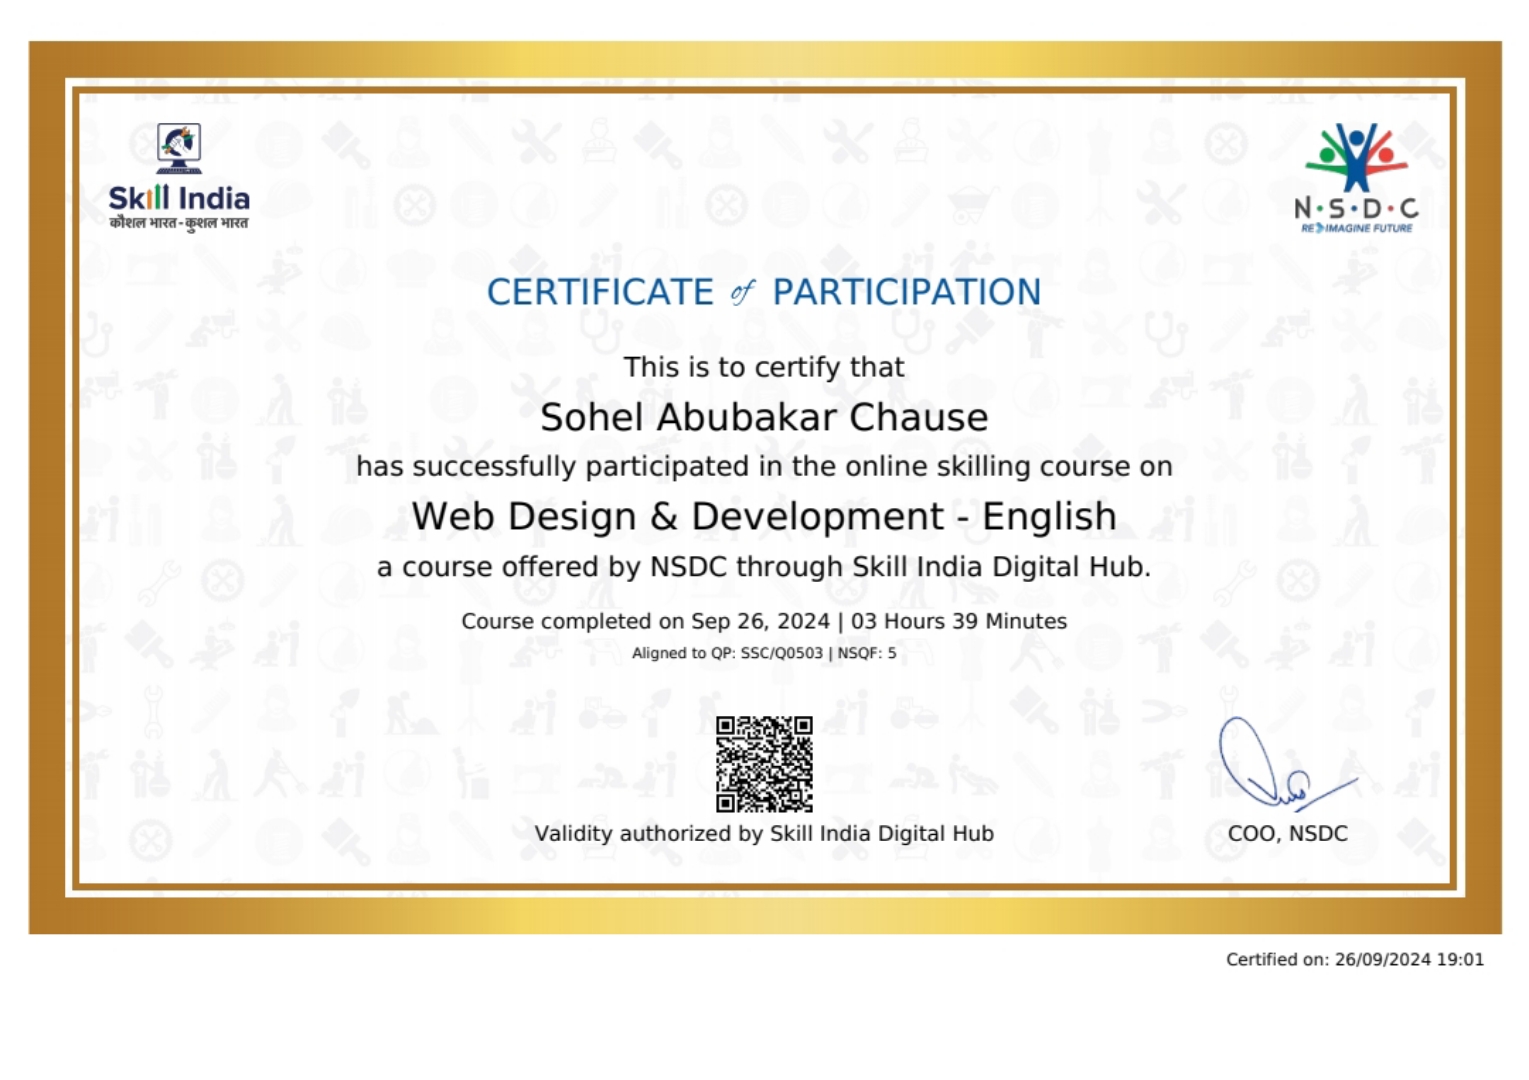 Skill India
कौशल भारत-कुशल भारत
N·S·D·C
RE IMAGINE FUTURE
CERTIFICATE of PARTICIPATION
This is to certify that
Sohel Abubakar Chause
has successfully participated in the online skilling course on
Web Design & Development - English
a course offered by NSDC through Skill India Digital Hub.
Course completed on Sep 26, 2024 | 03 Hours 39 Minutes
Aligned to QP: SSC/Q0503 | NSQF: 5
Validity authorized by Skill India Digital Hub
COO, NSDC
Certified on: 26/09/2024 19:01